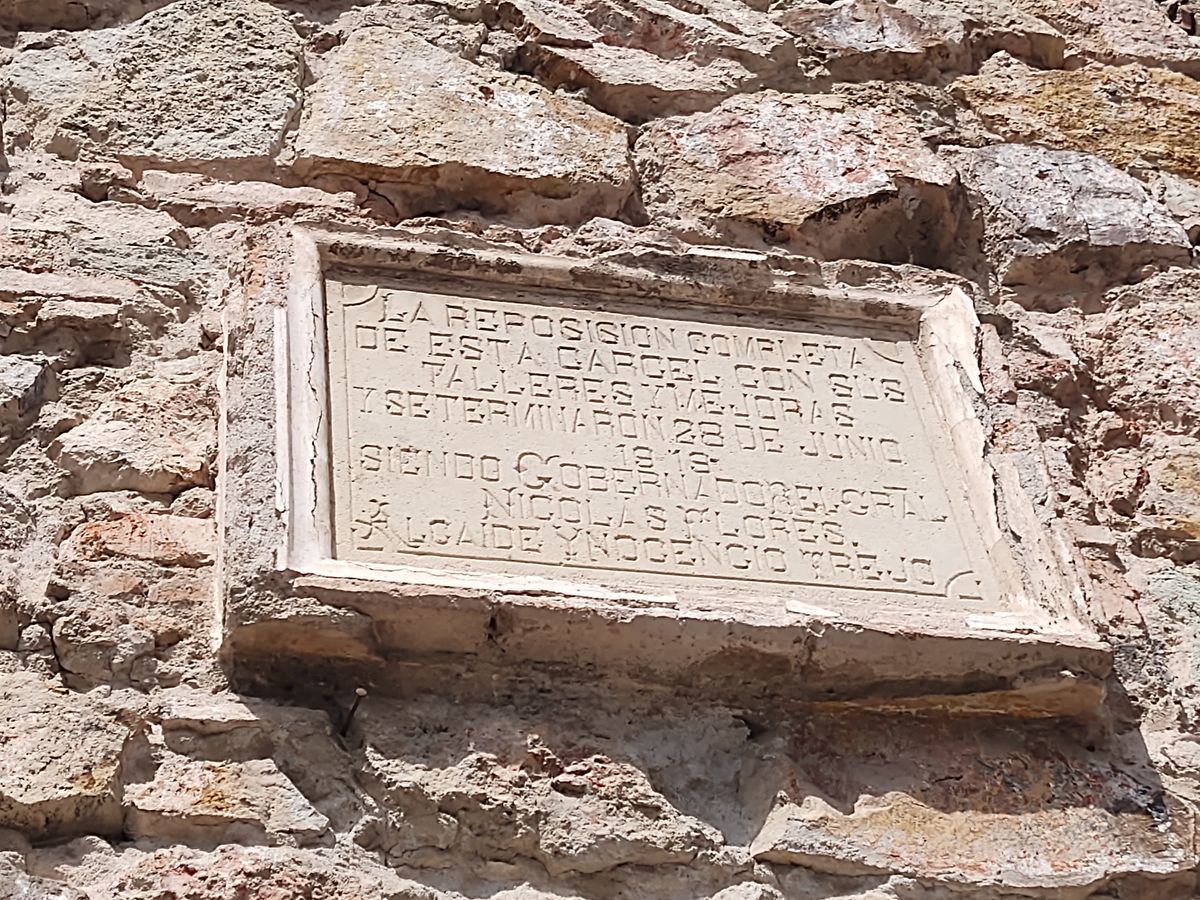 LA REPOSISION COMPLETA
DE ESTA CARCEL CON SUS
TALLERES Y MEJORAS
Y SE TERMINARON 28 DE JUNIO.
1919.
SIENDO GOBERNADOR EL GRAL
NICOLAS FLORES.
ALCAIDE YNOCENCIO TREJO